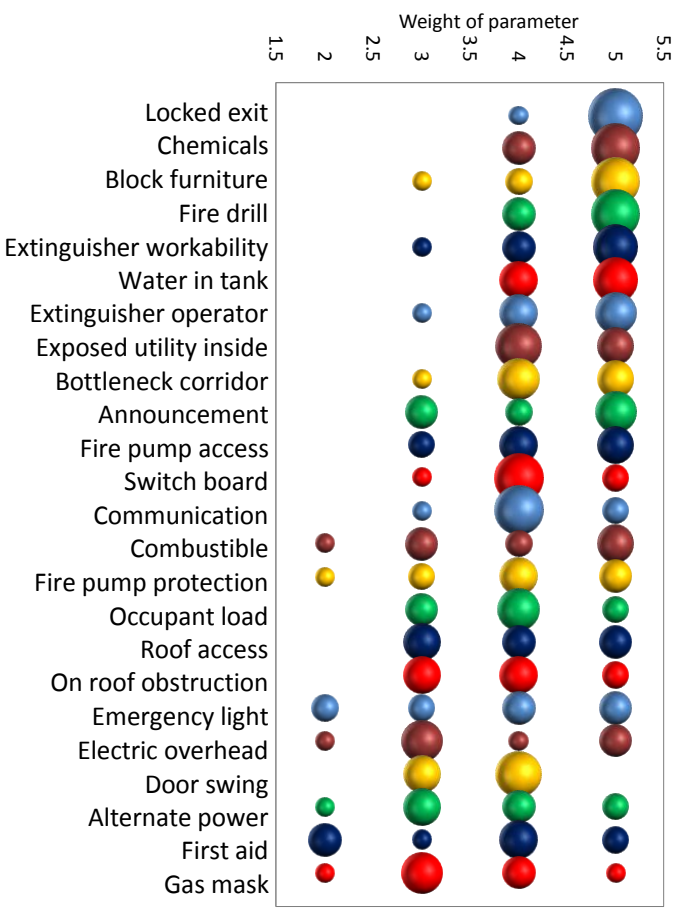 Weight of parameter
1.5
2
2.5
3
3.5
4
4.5
5
5.5
Locked exit
Chemicals
Block furniture
Fire drill
Extinguisher workability
Water in tank
Extinguisher operator
Exposed utility inside
Bottleneck corridor
Announcement
Fire pump access
Switch board
Communication
Combustible
Fire pump protection
Occupant load
Roof access
On roof obstruction
Emergency light
Electric overhead
Door swing
Alternate power
First aid
Gas mask